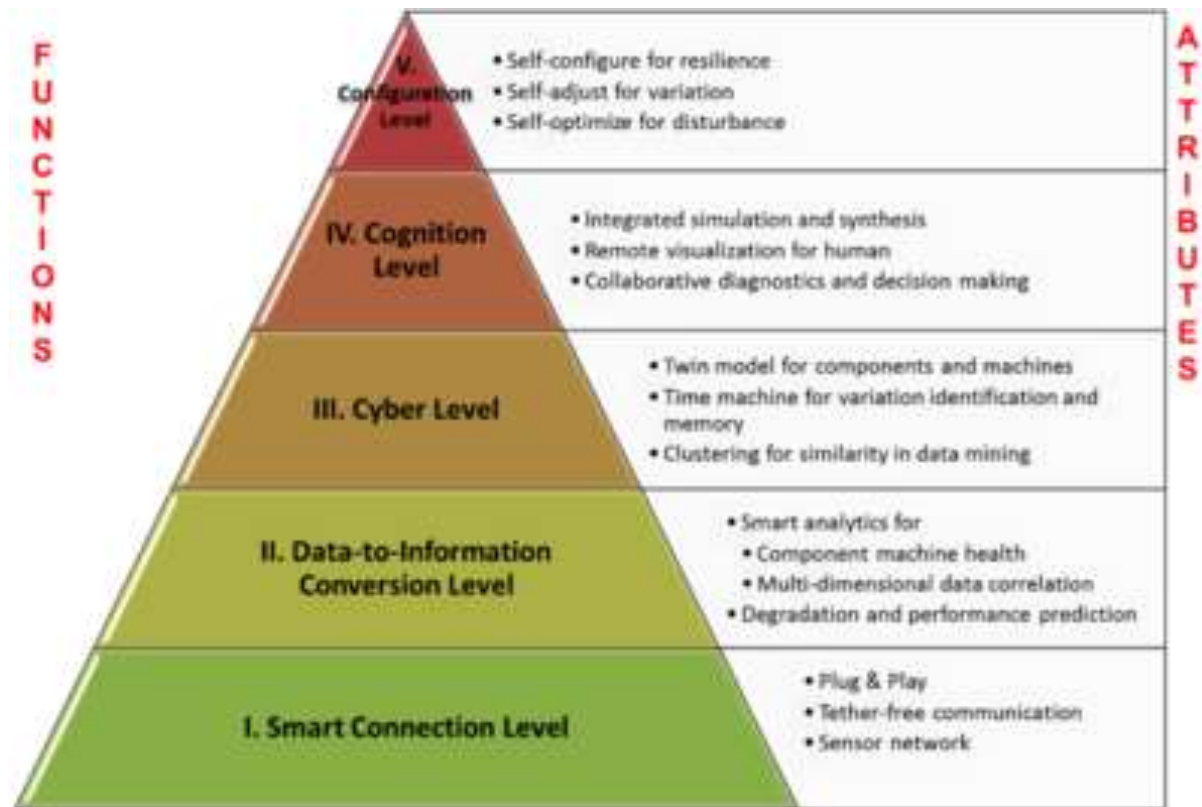 FUNCTIONS
ATTRIBUTES
V.
Configuration
Level
• Self-configure for resilience
• Self-adjust for variation
• Self-optimize for disturbance
IV. Cognition
Level
• Integrated simulation and synthesis
• Remote visualization for human
• Collaborative diagnostics and decision making
III. Cyber Level
• Twin model for components and machines
• Time machine for variation identification and
memory
• Clustering for similarity in data mining
II. Data-to-Information
Conversion Level
• Smart analytics for
• Component machine health
• Multi-dimensional data correlation
• Degradation and performance prediction
I. Smart Connection Level
• Plug & Play
• Tether-free communication
• Sensor network